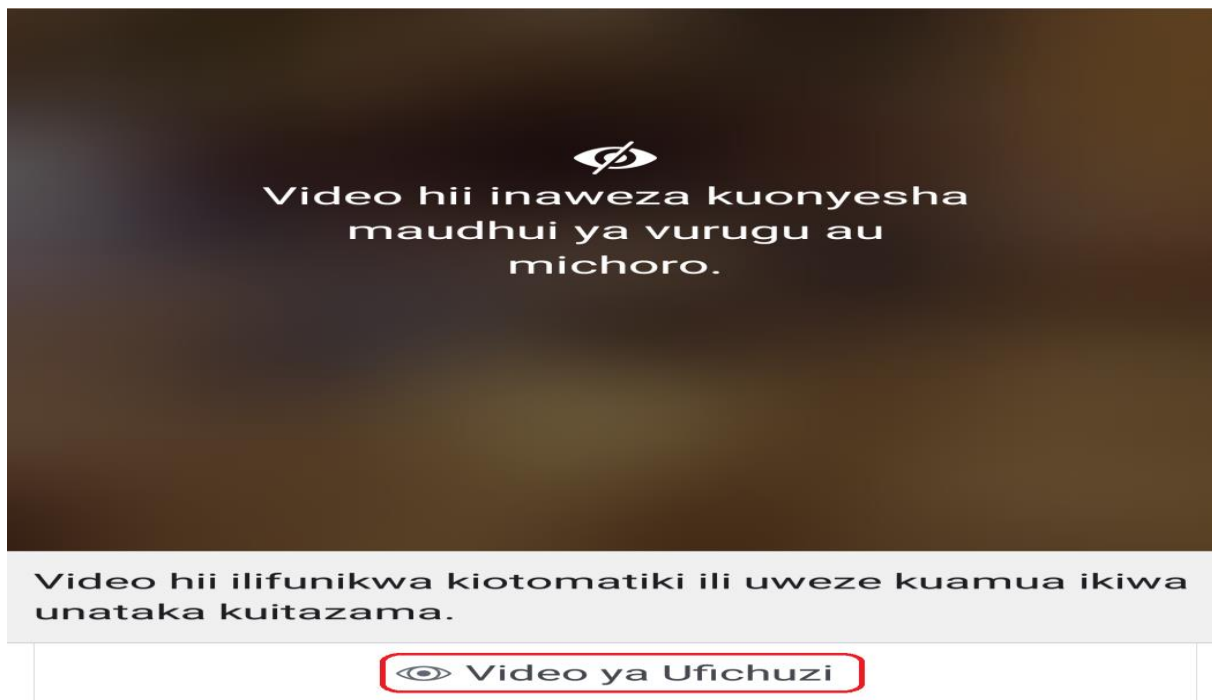 Video hii inaweza kuonyesha
maudhui ya vurugu au
michoro.
Video hii ilifunikwa kiotomatiki ili uweze kuamua ikiwa
unataka kuitazama.
Video ya Ufichuzi